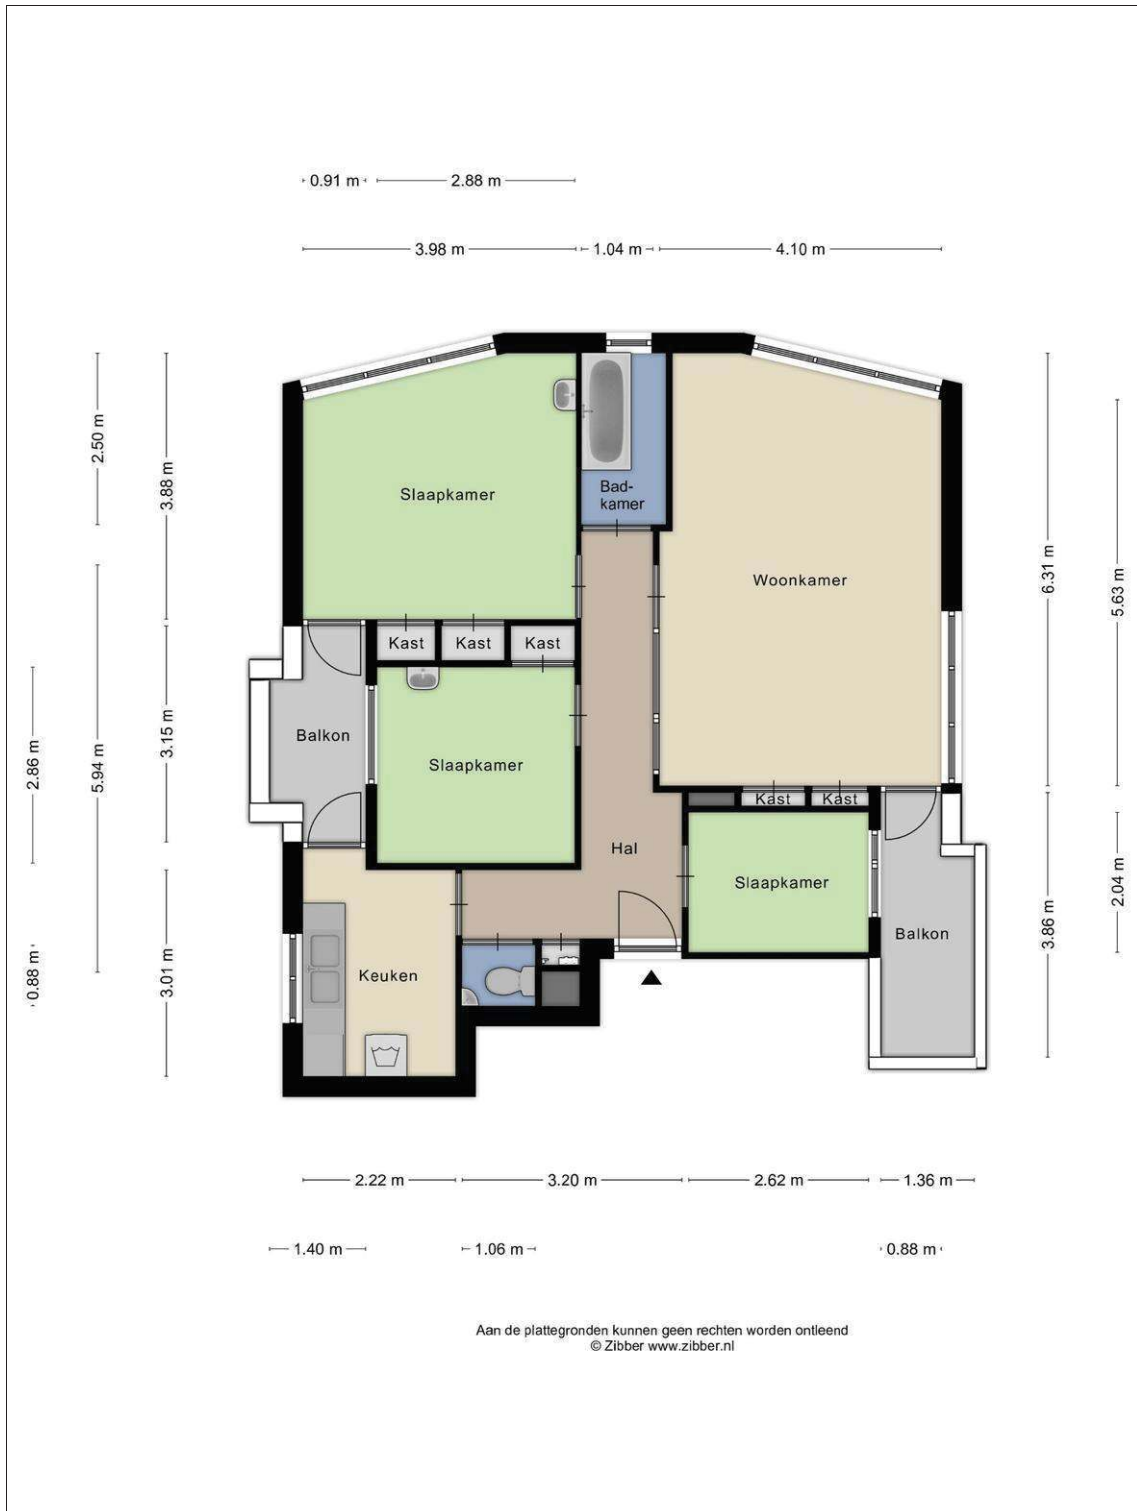 0.91 m
2.88 m
3.98 m
1.04 m
4.10 m
2.50 m
3.88 m
Slaapkamer
Bad-
kamer
Woonkamer
6.31 m
5.63 m
Kast
Kast
Kast
Balkon
3.15 m
5.94 m
2.86 m
Slaapkamer
Kast
Kast
Hal
Slaapkamer
2.04 m
3.86 m
Balkon
Keuken
3.01 m
0.88 m
2.22 m
3.20 m
2.62 m
1.36 m
1.40 m
1.06 m
0.88 m
Aan de plattegronden kunnen geen rechten worden ontleend
© Zibber www.zibber.nl